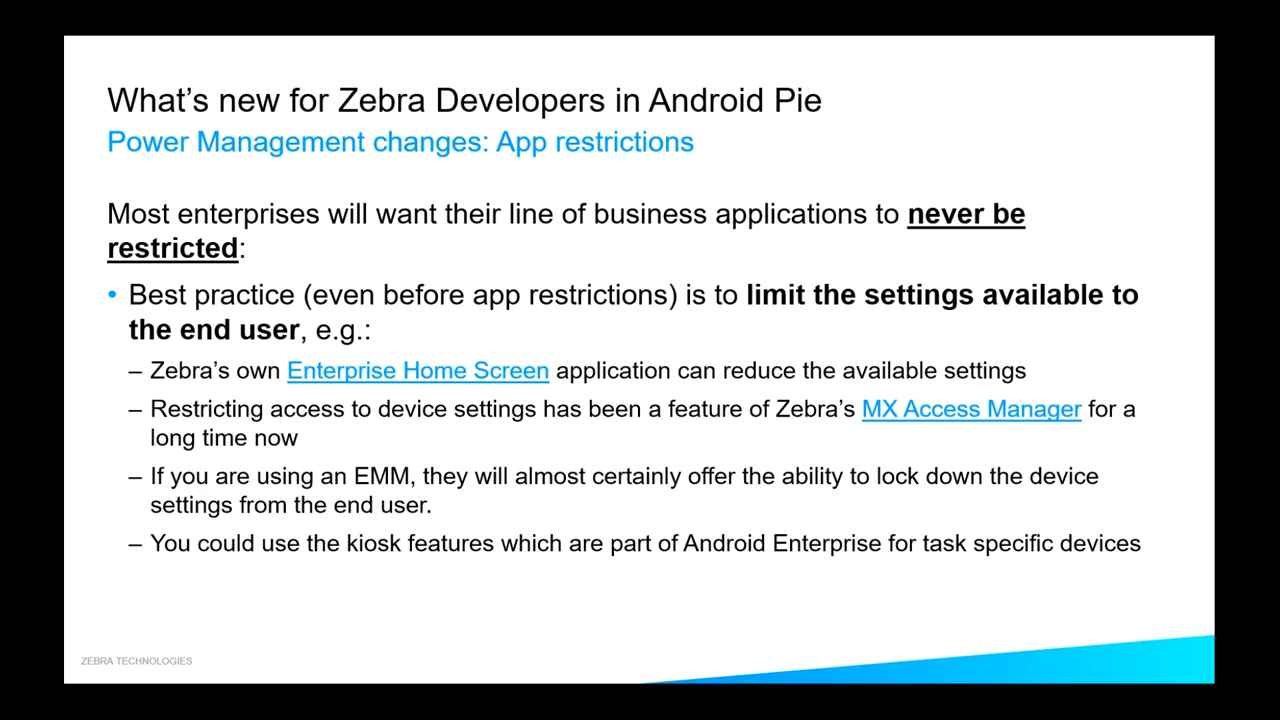 What's new for Zebra Developers in Android Pie
Power Management changes: App restrictions
Most enterprises will want their line of business applications to never be
restricted:
• Best practice (even before app restrictions) is to limit the settings available to
the end user, e.g.:
– Zebra's own Enterprise Home Screen application can reduce the available settings
– Restricting access to device settings has been a feature of Zebra's MX Access Manager for a
long time now
– If you are using an EMM, they will almost certainly offer the ability to lock down the device
settings from the end user.
– You could use the kiosk features which are part of Android Enterprise for task specific devices
ZEBRA TECHNOLOGIES